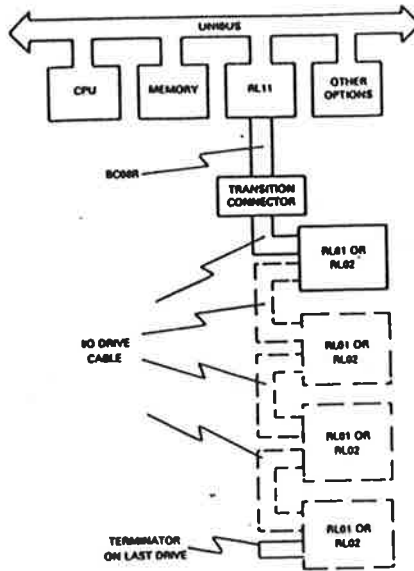 UNIBUS
CPU
MEMORY
RL11
OTHER
OPTIONS
BC06R
TRANSITION
CONNECTOR
RL01 OR
RL02
I/O DRIVE
CABLE
RL01 OR
RL02
RL01 OR
RL02
RL01 OR
RL02
TERMINATOR
ON LAST DRIVE